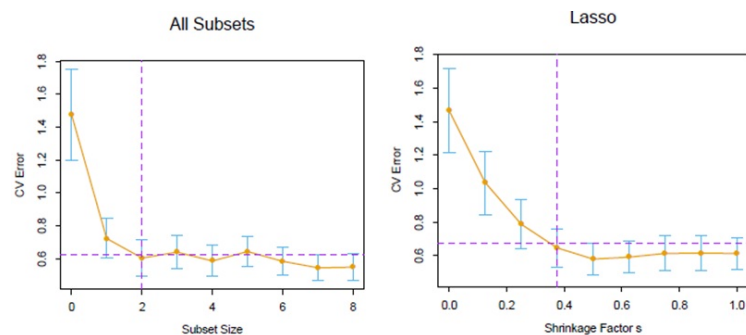 All Subsets
1.8
1.6
1.4
1.2
1.0
0.8
0.6
CV Error
0 2 4 6 8
Subset Size
Lasso
1.8
1.6
1.4
1.2
1.0
0.8
0.6
CV Error
0.0 0.2 0.4 0.6 0.8 1.0
Shrinkage Factor s